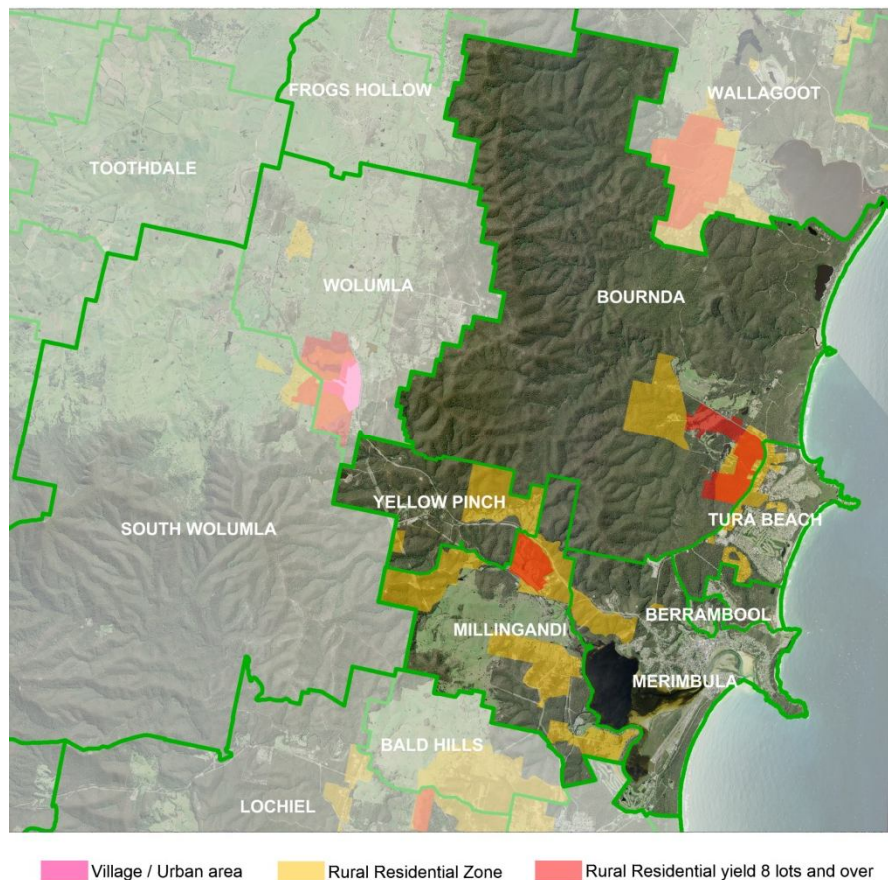 WALLAGOOT
FROGS HOLLOW
TOOTHDALE
WOLUMLA
BOURNDA
YELLOW PINCH
TURA BEACH
SOUTH WOLUMLA
BERRAMBOOL
MILLINGANDI
MERIMBULA
BALD HILLS
LOCHIEL
Village / Urban area
Rural Residential Zone
Rural Residential yield 8 lots and over